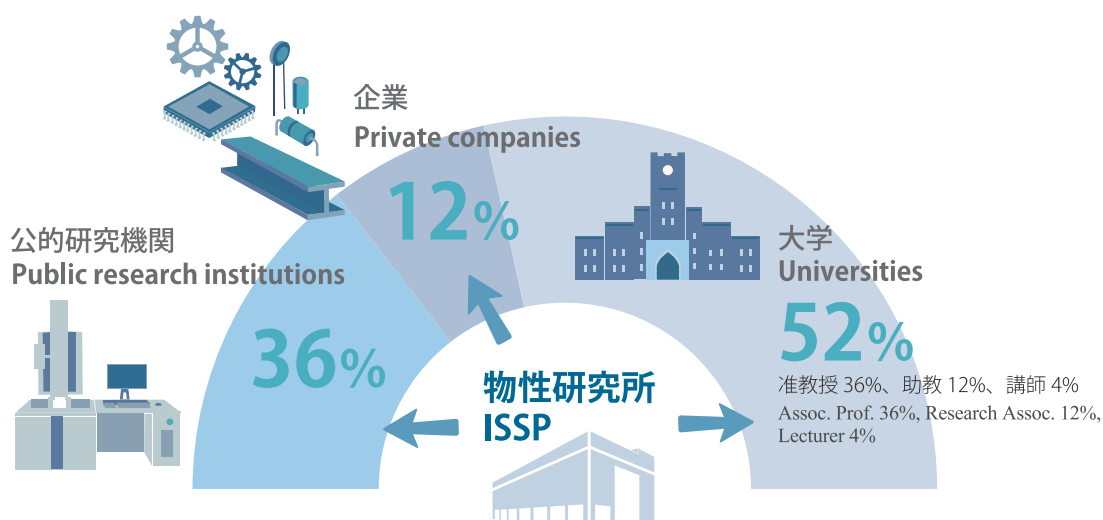 企業
Private companies
12%
公的研究機関
Public research institutions
36%
大学
Universities
52%
准教授 36%、助教 12%、講師 4%
Assoc. Prof. 36%, Research Assoc. 12%,
Lecturer 4%
物性研究所
ISSP